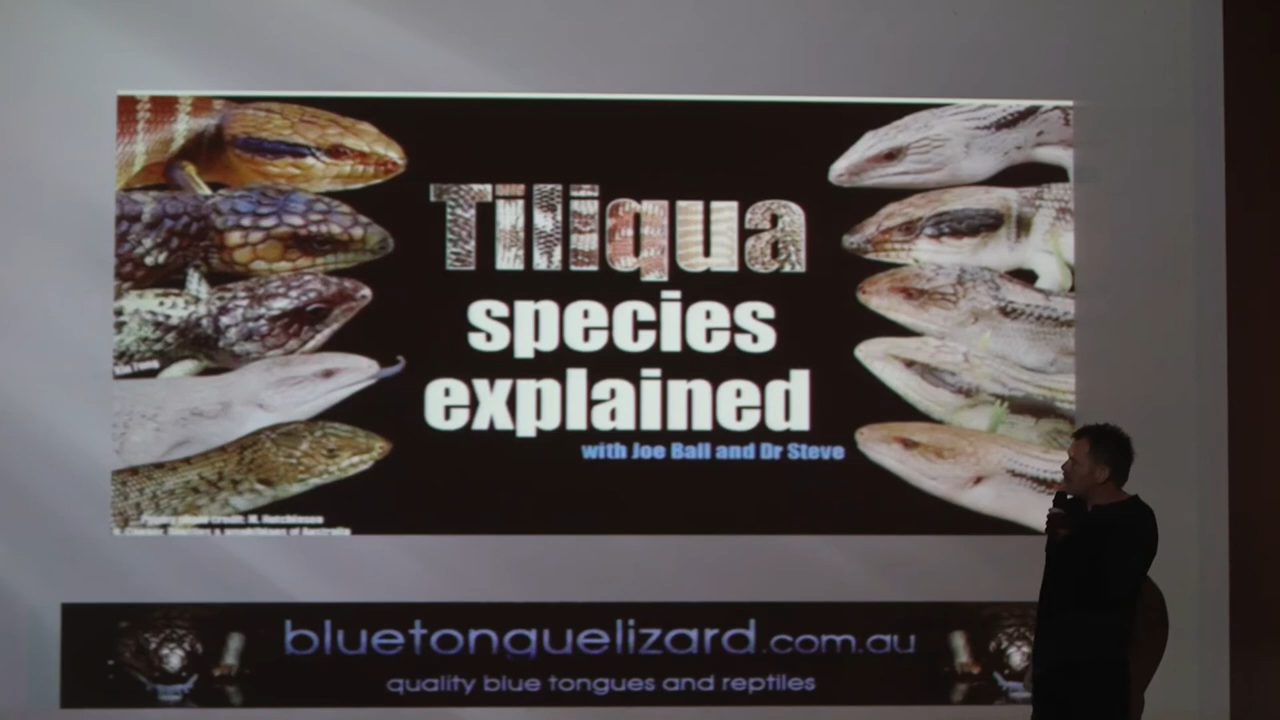 Tiliqua
species
explained
with Joe Ball and Dr Steve
bluetonguelizard.com.au
quality blue tongues and reptiles